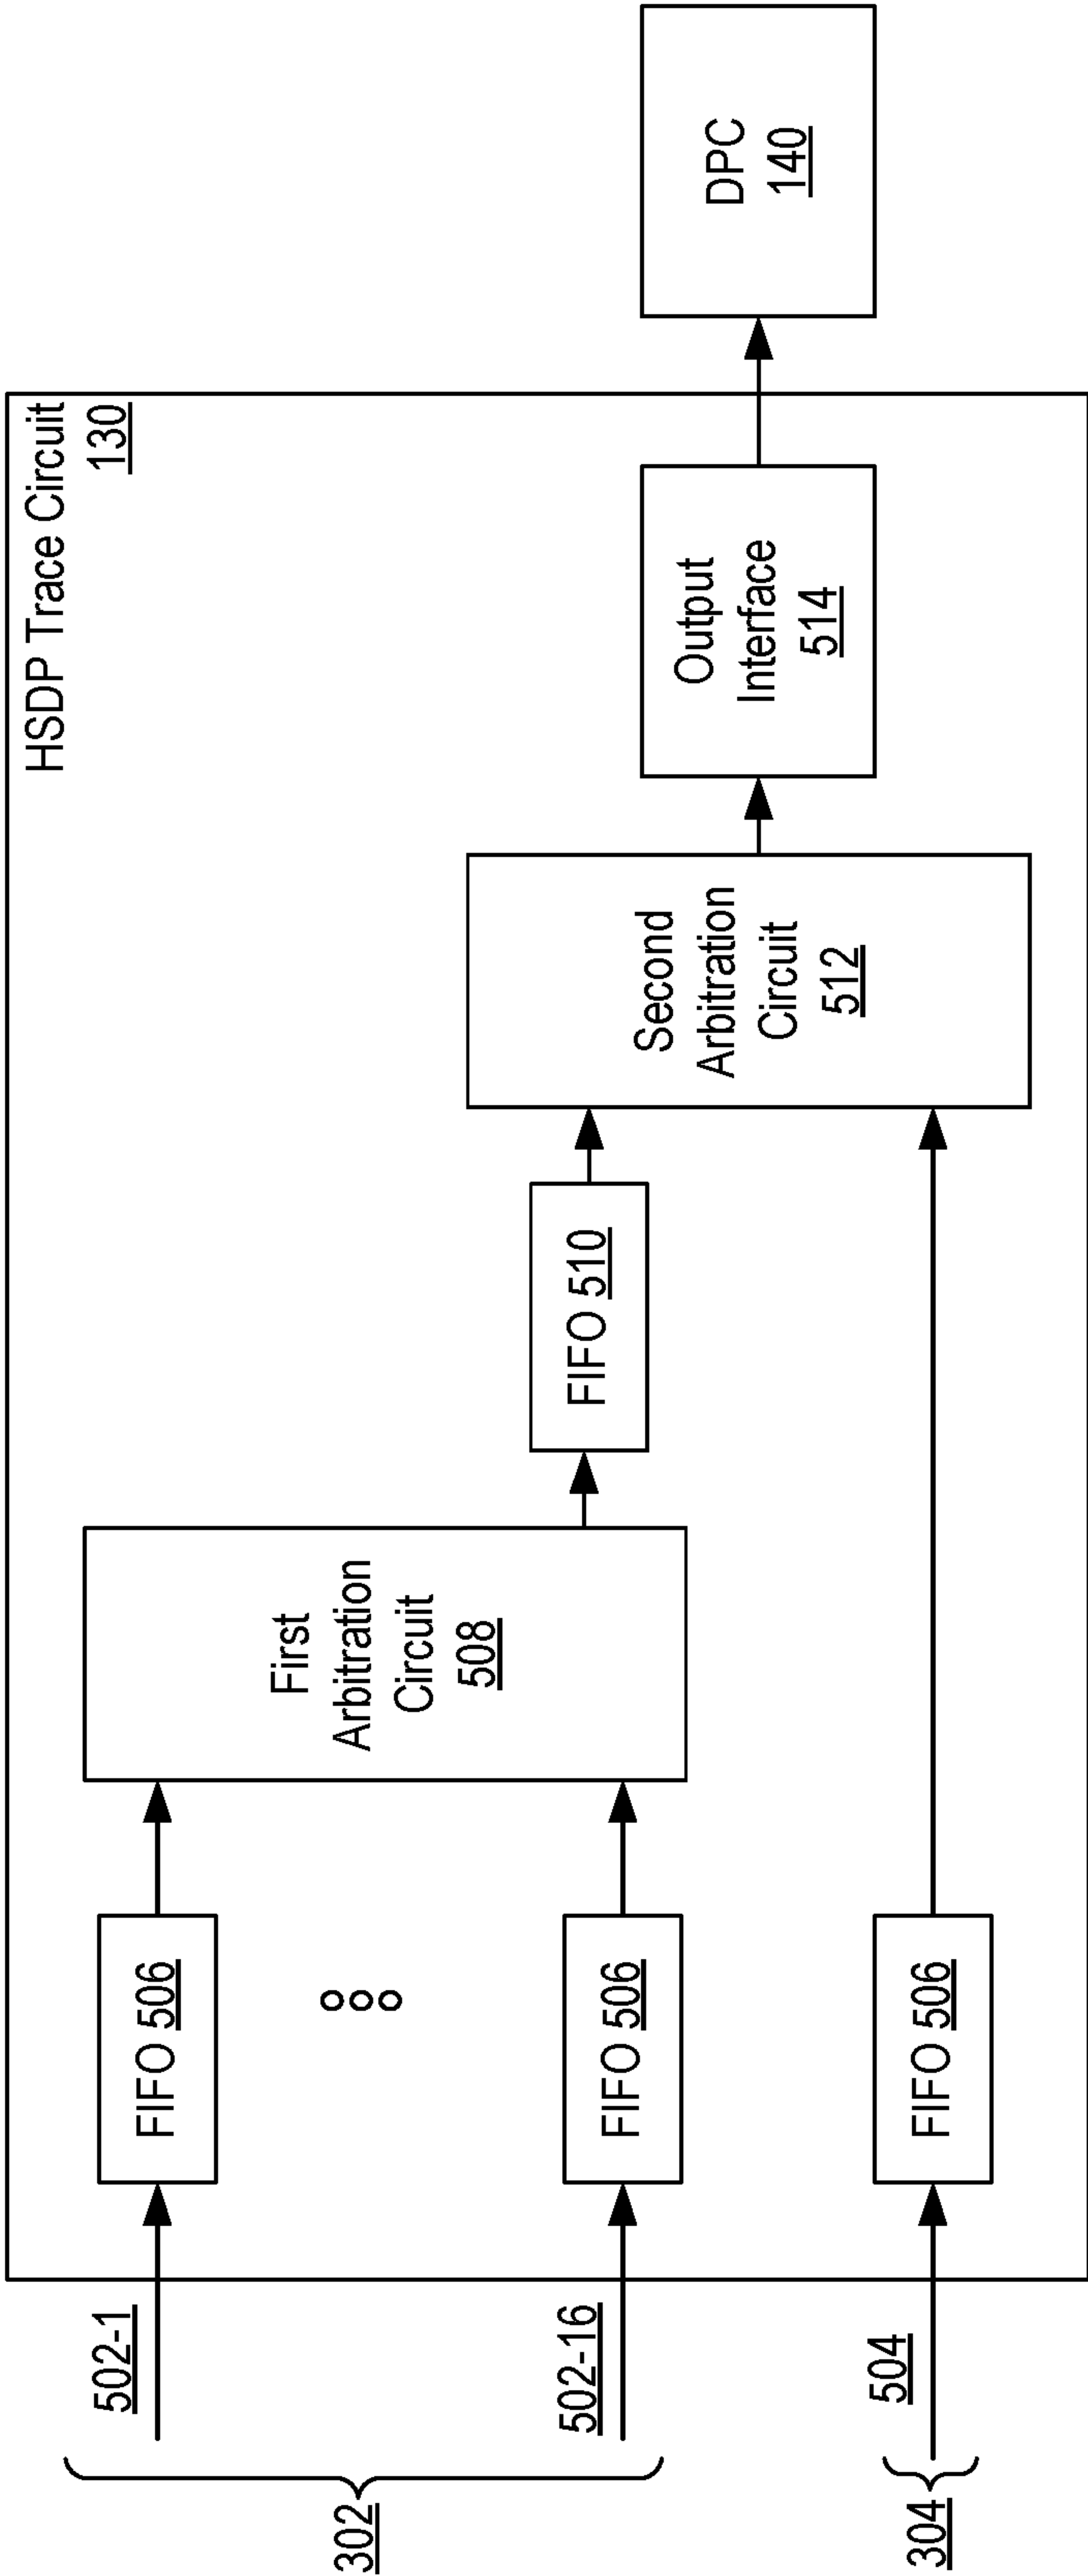 HSDP Trace Circuit
130
302
502-1
502-16
304
504
FIFO 506
FIFO 506
FIFO 506
First
Arbitration
Circuit
508
FIFO 510
Second
Arbitration
Circuit
512
Output
Interface
514
DPC
140